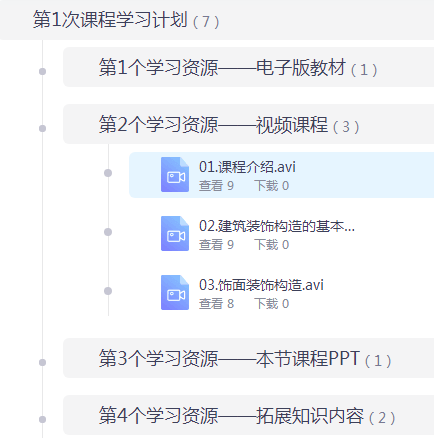 第1次课程学习计划 ( 7 )
第1个学习资源——电子版教材 ( 1 )
第2个学习资源——视频课程 ( 3 )
01.课程介绍.avi
查看 9 下载 0
02.建筑装饰构造的基本...
查看 9 下载 0
03.饰面装饰构造.avi
查看 8 下载 0
第3个学习资源——本节课程PPT ( 1 )
第4个学习资源——拓展知识内容 ( 2 )